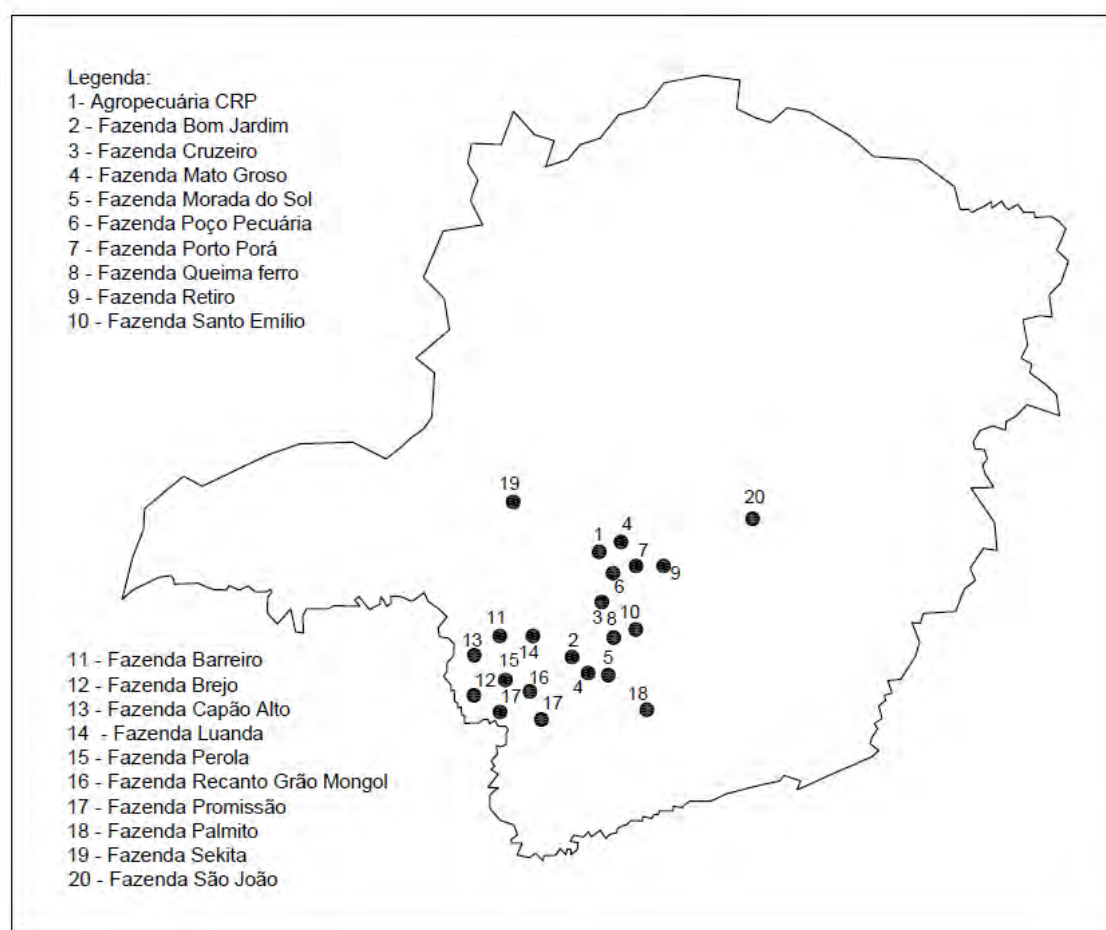 Legenda:
1- Agropecuária CRP
2 - Fazenda Bom Jardim
3 - Fazenda Cruzeiro
4 - Fazenda Mato Groso
5 - Fazenda Morada do Sol
6 - Fazenda Poço Pecuária
7 - Fazenda Porto Porá
8 - Fazenda Queima ferro
9 - Fazenda Retiro
10 - Fazenda Santo Emílio
19
20
4
1
7
9
6
3
8
10
11
14
13
2
15
5
12
16
4
17
17
18
11 - Fazenda Barreiro
12 - Fazenda Brejo
13 - Fazenda Capão Alto
14 - Fazenda Luanda
15 - Fazenda Perola
16 - Fazenda Recanto Grão Mongol
17 - Fazenda Promissão
18 - Fazenda Palmito
19 - Fazenda Sekita
20 - Fazenda São João